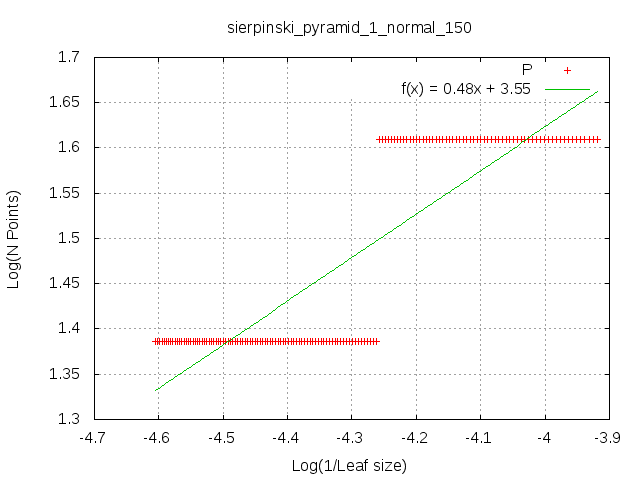 sierpinski_pyramid_1_normal_150
P
f(x) = 0.48x + 3.55
Log(N Points)
1.7
1.65
1.6
1.55
1.5
1.45
1.4
1.35
1.3
-4.7 -4.6 -4.5 -4.4 -4.3 -4.2 -4.1 -4 -3.9
Log(1/Leaf size)